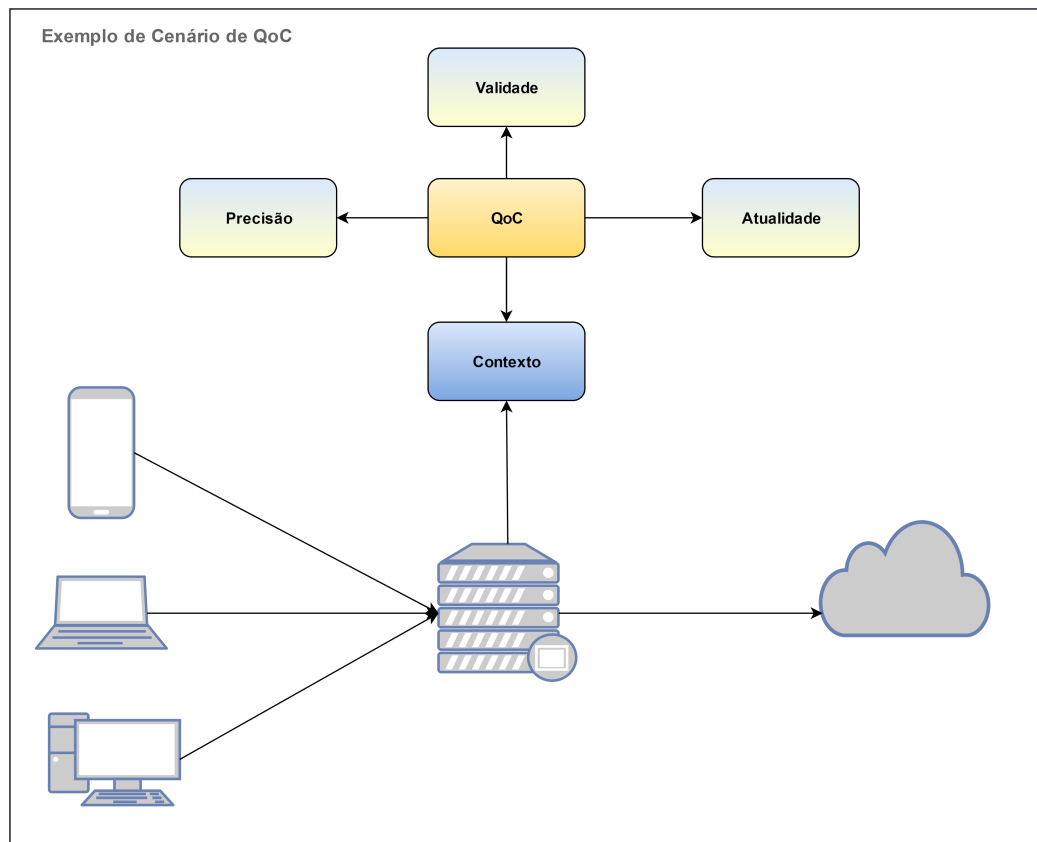 Exemplo de Cenário de QoC
Validade
Precisão
QoC
Atualidade
Contexto